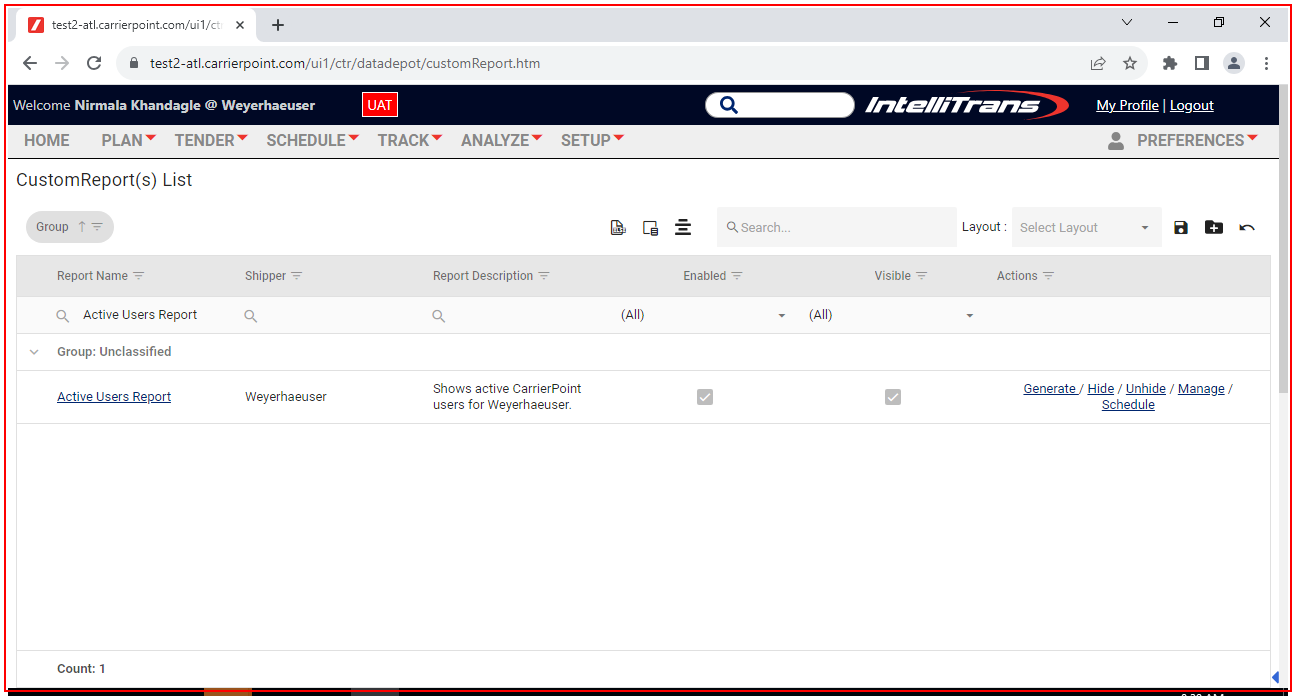 test2-atl.carrierpoint.com/ui1/ct
test2-atl.carrierpoint.com/ui1/ctr/datadepot/customReport.htm
Welcome Nirmala Khandagle @ Weyerhaeuser UAT IntelliTrans My Profile | Logout
HOME PLAN TENDER SCHEDULE TRACK ANALYZE SETUP PREFERENCES
CustomReport(s) List
Group Search... Layout : Select Layout
Report Name Shipper Report Description Enabled Visible Actions
Active Users Report (All) (All)
Group: Unclassified
Active Users Report Weyerhaeuser Shows active CarrierPoint Generate / Hide / Unhide / Manage /
users for Weyerhaeuser. Schedule
Count: 1